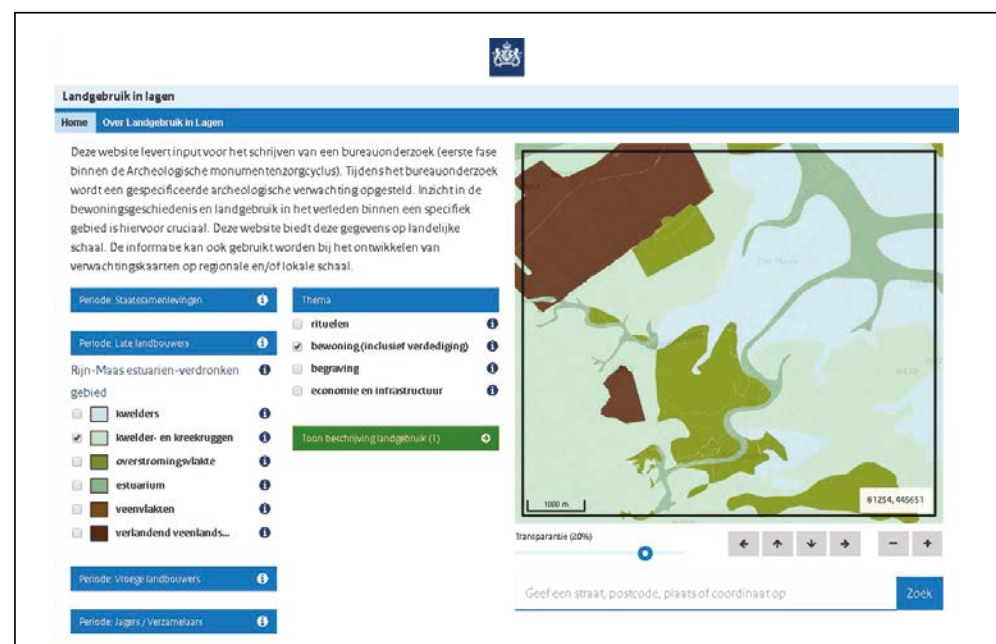 Landgebruik in lagen
Home Over Landgebruik in Lagen
Deze website levert input voor het schrijven van een bureauonderzoek (eerste fase
binnen de Archeologische monumentenzorgcyclus). Tijdens het bureauonderzoek
wordt een gespecificeerde archeologische verwachting opgesteld. Inzicht in de
bewoningsgeschiedenis en landgebruik in het verleden binnen een specifiek
gebied is hiervoor cruciaal. Deze website biedt deze gegevens op landelijke
schaal. De informatie kan ook gebruikt worden bij het ontwikkelen van
verwachtingskaarten op regionale en/of lokale schaal.
Periode: Staatssamenlevingen
Periode: Late landbouwers
Rijn-Maas estuarien-verdronken
gebied
kwelders
kwelder- en kreekruggen
overstromingsvlakte
estuarium
veenvlakten
verlandend veenlands...
Periode: Vroege landbouwers
Periode: Jagers / Verzamelaars
Thema
rituelen
bewoning (inclusief verdediging)
begraving
economie en infrastructuur
Toon beschrijving landgebruik (1)
Den Haag
1000 m
81254, 445651
Transparantie (20%)
Geef een straat, postcode, plaats of coordinaat op
Zoek